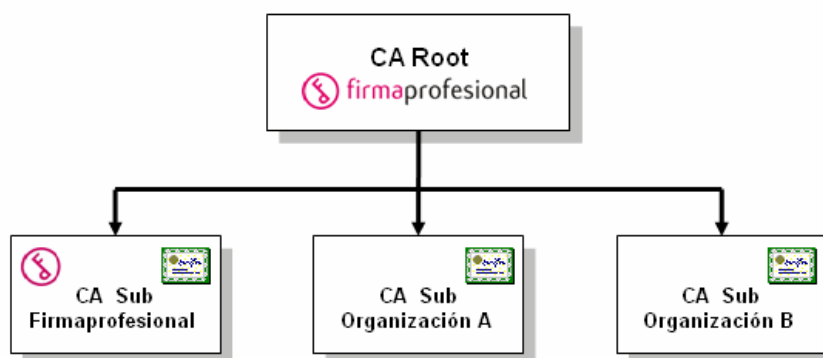 CA Root
firmaprofesional
CA Sub
Firmaprofesional
CA Sub
Organización A
CA Sub
Organización B